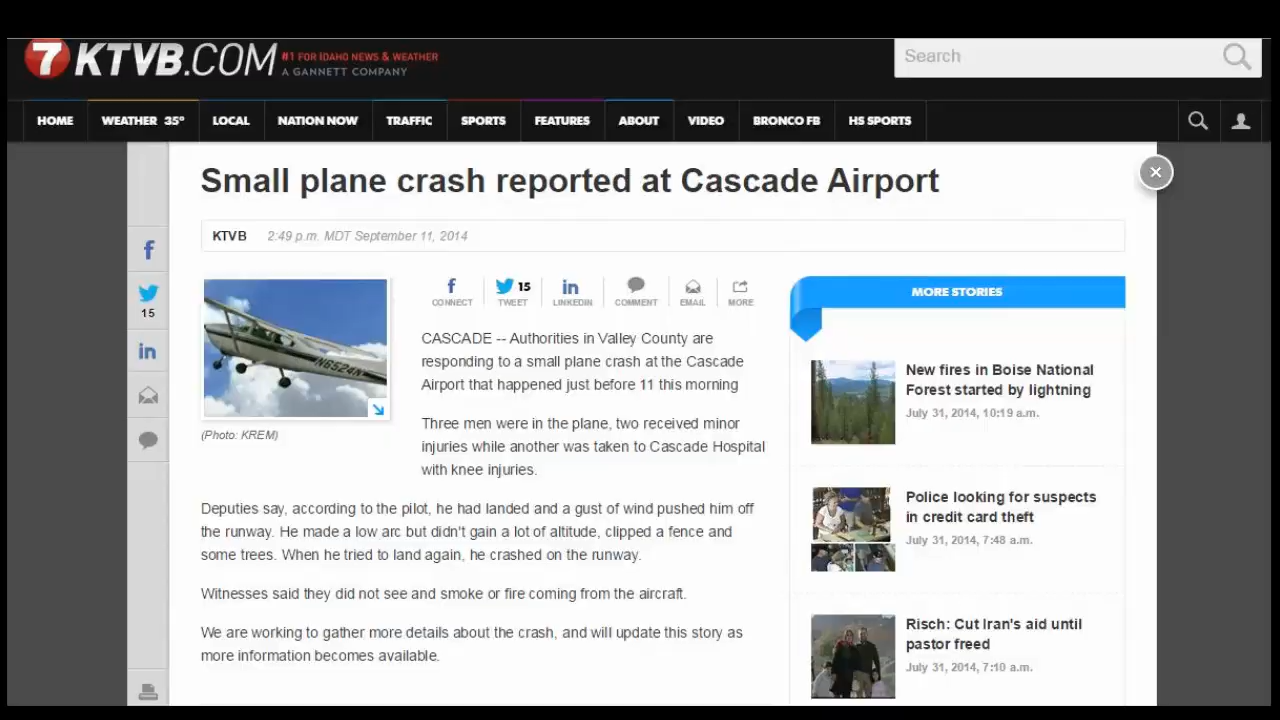 7 KTVB.COM
#1 FOR IDAHO NEWS & WEATHER
A GANNETT COMPANY
Search
HOME
WEATHER 35°
LOCAL
NATION NOW
TRAFFIC
SPORTS
FEATURES
ABOUT
VIDEO
BRONCO FB
HS SPORTS
Small plane crash reported at Cascade Airport
KTVB 2:49 p.m. MDT September 11, 2014
15
N6524N
(Photo: KREM)
CONNECT
15
TWEET
LINKEDIN
COMMENT
EMAIL
MORE
CASCADE -- Authorities in Valley County are
responding to a small plane crash at the Cascade
Airport that happened just before 11 this morning
Three men were in the plane, two received minor
injuries while another was taken to Cascade Hospital
with knee injuries.
Deputies say, according to the pilot, he had landed and a gust of wind pushed him off
the runway. He made a low arc but didn't gain a lot of altitude, clipped a fence and
some trees. When he tried to land again, he crashed on the runway.
Witnesses said they did not see and smoke or fire coming from the aircraft.
We are working to gather more details about the crash, and will update this story as
more information becomes available.
MORE STORIES
New fires in Boise National
Forest started by lightning
July 31, 2014, 10:19 a.m.
Police looking for suspects
in credit card theft
July 31, 2014, 7:48 a.m.
Risch: Cut Iran's aid until
pastor freed
July 31, 2014, 7:10 a.m.